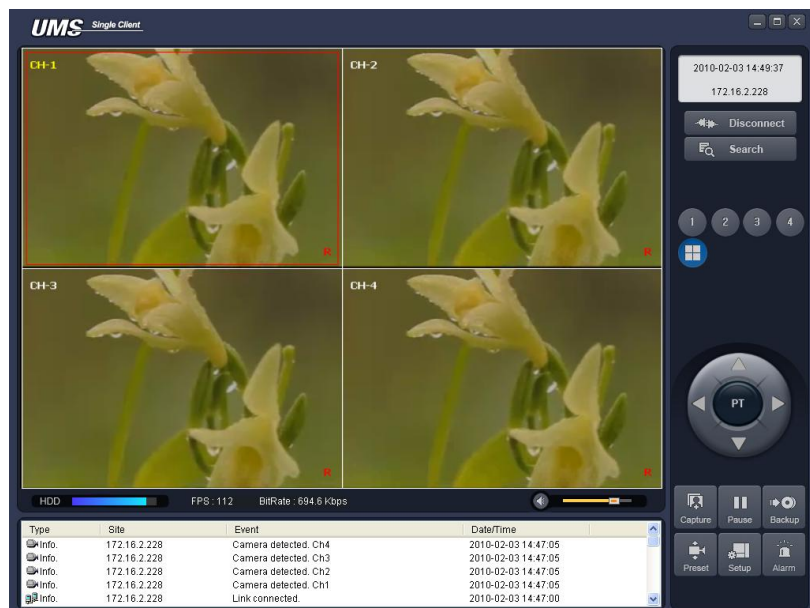 UMS Single Client
CH-1
CH-2
R
R
CH-3
CH-4
R
R
HDD
FPS : 112
BitRate : 694.6 Kbps
2010-02-03 14:49:37
172.16.2.228
Disconnect
Search
1 2 3 4
PT
Capture Pause Backup
Preset Setup Alarm
Type Site Event Date/Time
Info. 172.16.2.228 Camera detected. Ch4 2010-02-03 14:47:05
Info. 172.16.2.228 Camera detected. Ch3 2010-02-03 14:47:05
Info. 172.16.2.228 Camera detected. Ch2 2010-02-03 14:47:05
Info. 172.16.2.228 Camera detected. Ch1 2010-02-03 14:47:05
Info. 172.16.2.228 Link connected. 2010-02-03 14:47:00